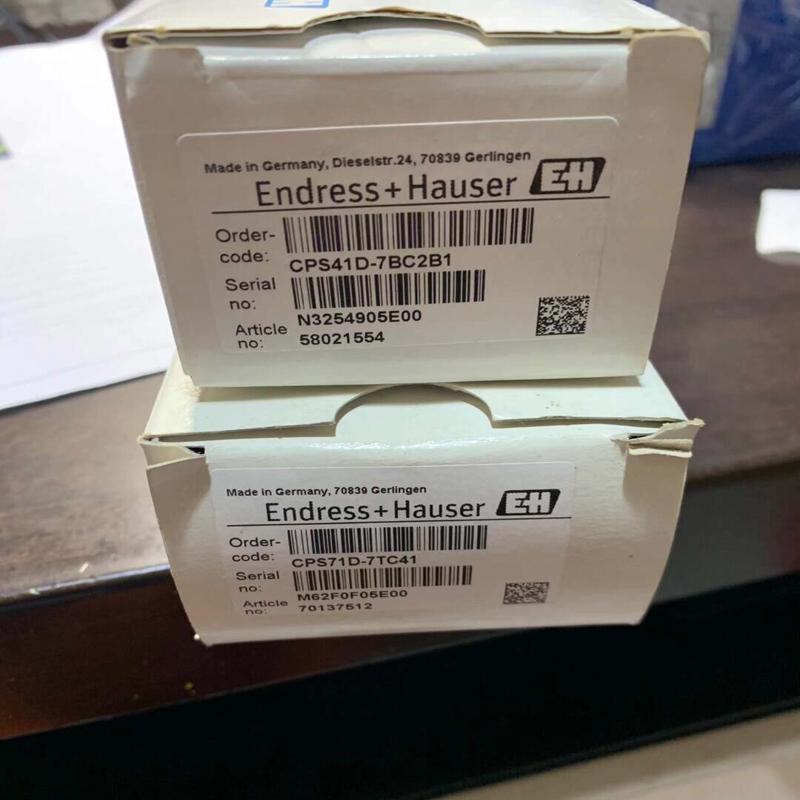 Made in Germany, Dieselstr.24, 70839 Gerlingen
Endress+Hauser EH
Order-
code:
CPS41D-7BC2B1
Serial
no:
N3254905E00
Article
no:
58021554
Made in Germany, 70839 Gerlingen
Endress+Hauser EH
Order-
code:
CPS71D-7TC41
Serial
no:
M62F0F05E00
Article
no:
70137512